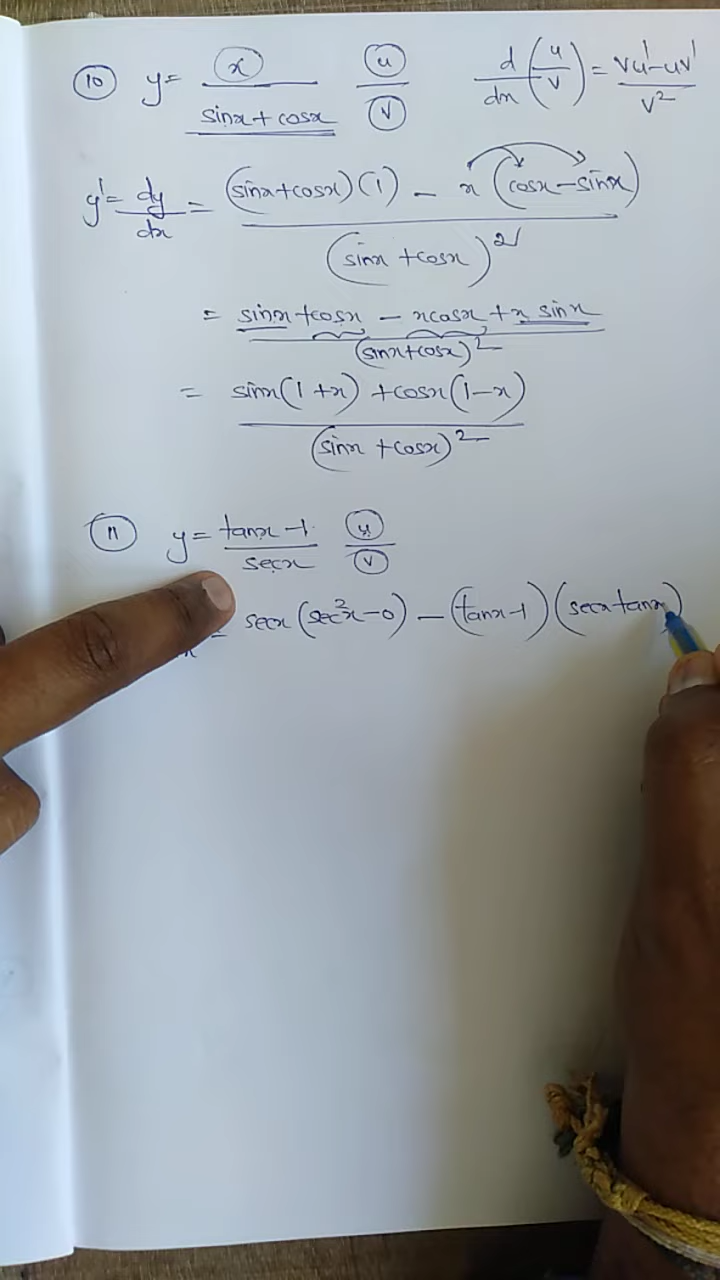 ⑩ y = x / (sinx + cosx) u/v d/dx (u/v) = (vu' - uv') / v²
y' = dy/dx = ((sinx + cosx)(1) - x (cosx - sinx)) / (sinx + cosx)²
= (sinx + cosx - xcosx + x sinx) / (sinx + cosx)²
= (sinx(1+x) + cosx(1-x)) / (sinx + cosx)²
⑪ y = (tanx - 1) / secx u/v
= secx (sec²x - 0) - (tanx - 1)(secx tanx)